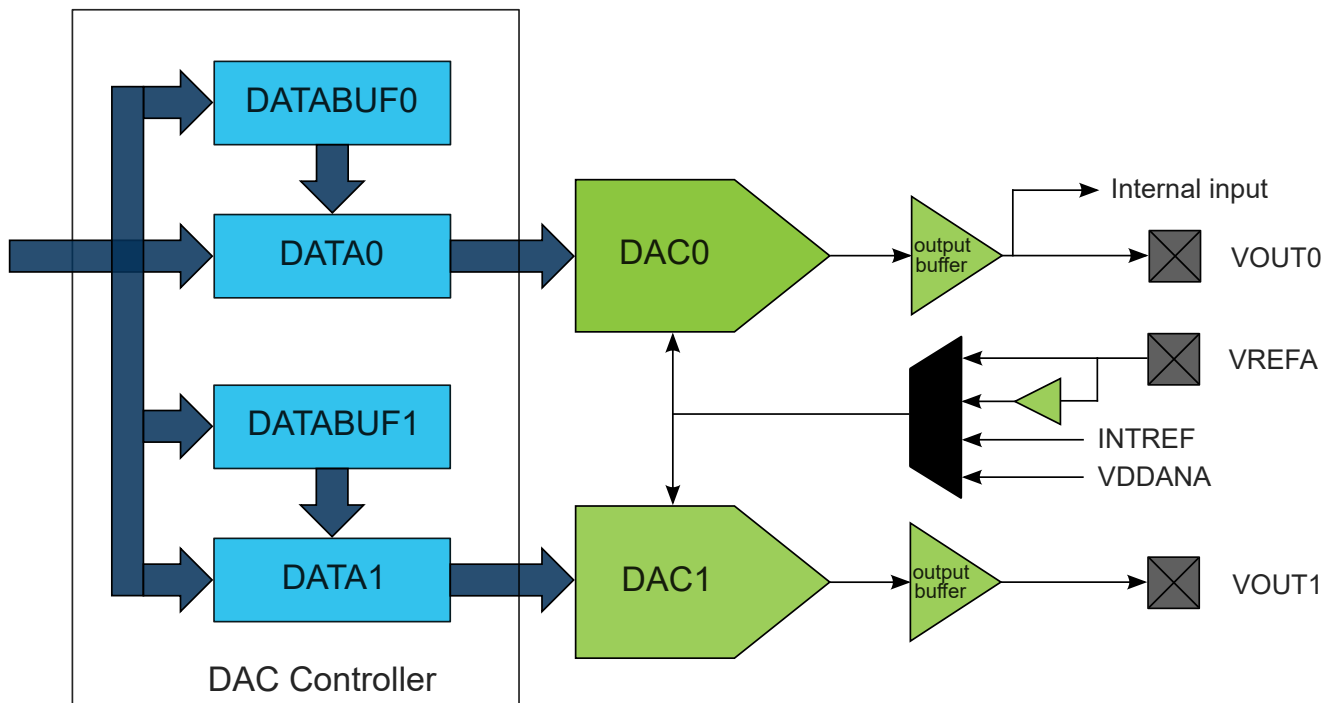 DATABUF0
DATA0
DATABUF1
DATA1
DAC Controller
DAC0
output
buffer
Internal input
VOUT0
VREFA
INTREF
VDDANA
DAC1
output
buffer
VOUT1